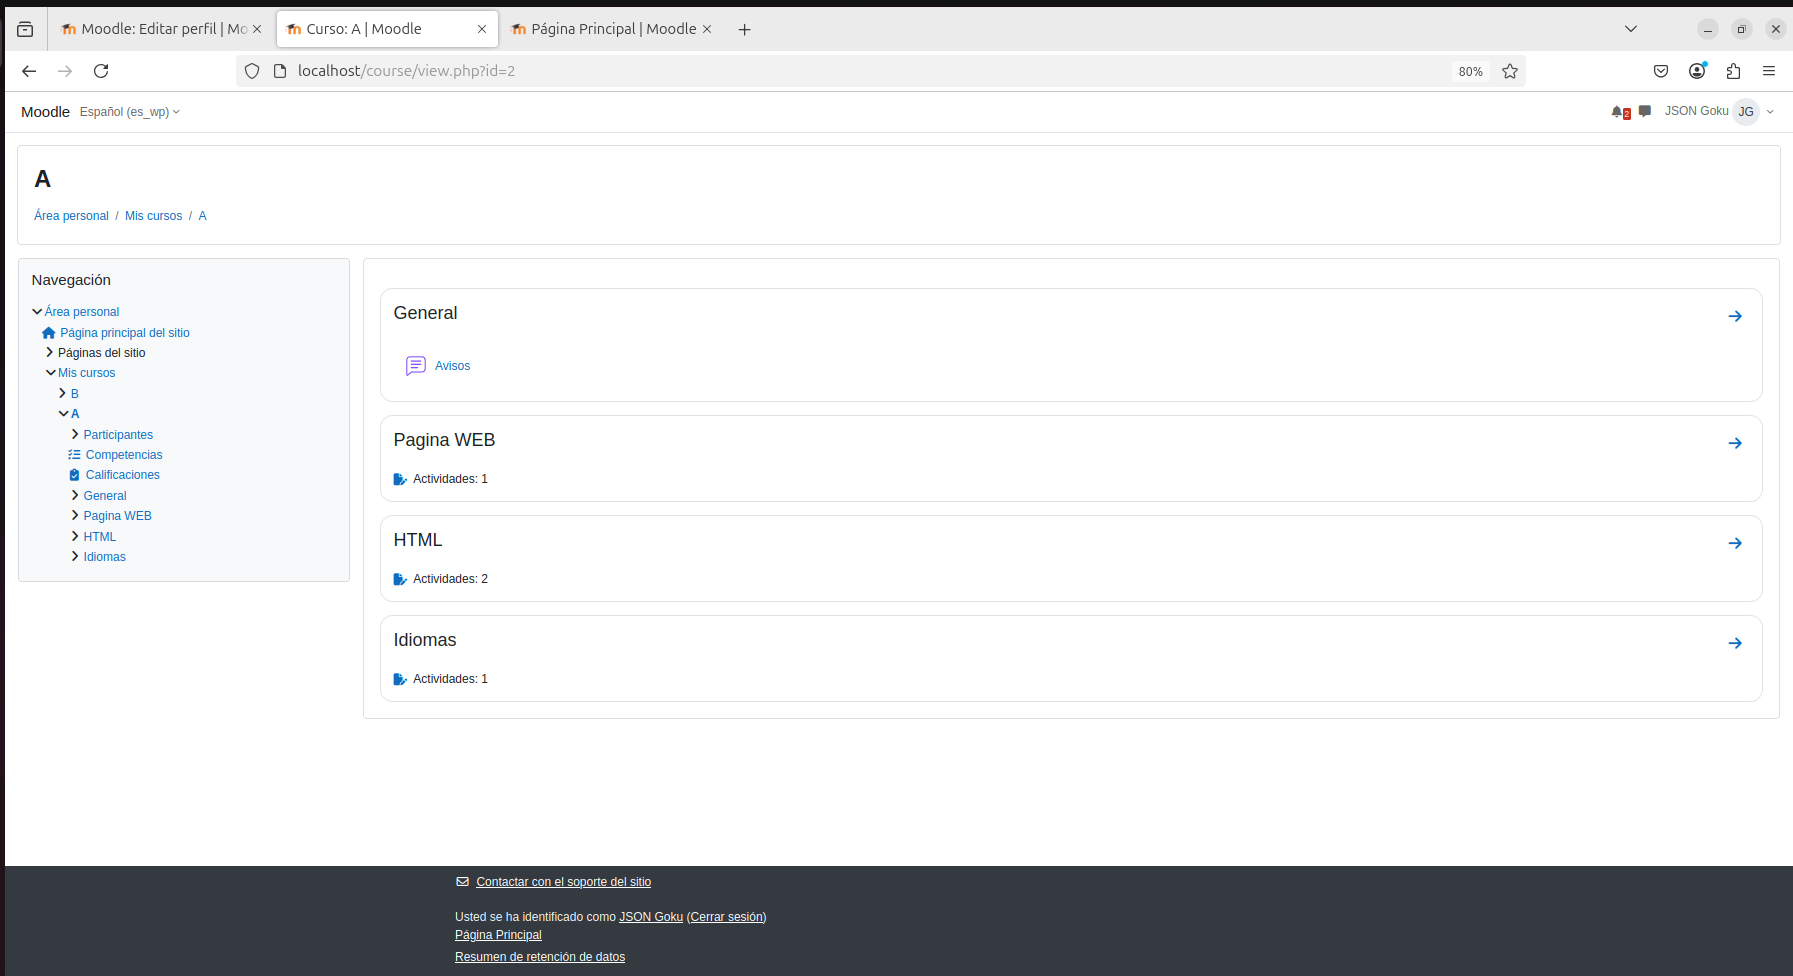 Moodle: Editar perfil | Mo
Curso: A | Moodle
Página Principal | Moodle
localhost/course/view.php?id=2
80%
Moodle
Español (es_wp)
2
JSON Goku
JG
A
Área personal / Mis cursos / A
Navegación
Área personal
Página principal del sitio
Páginas del sitio
Mis cursos
B
A
Participantes
Competencias
Calificaciones
General
Pagina WEB
HTML
Idiomas
General
Avisos
Pagina WEB
Actividades: 1
HTML
Actividades: 2
Idiomas
Actividades: 1
Contactar con el soporte del sitio
Usted se ha identificado como JSON Goku (Cerrar sesión)
Página Principal
Resumen de retención de datos